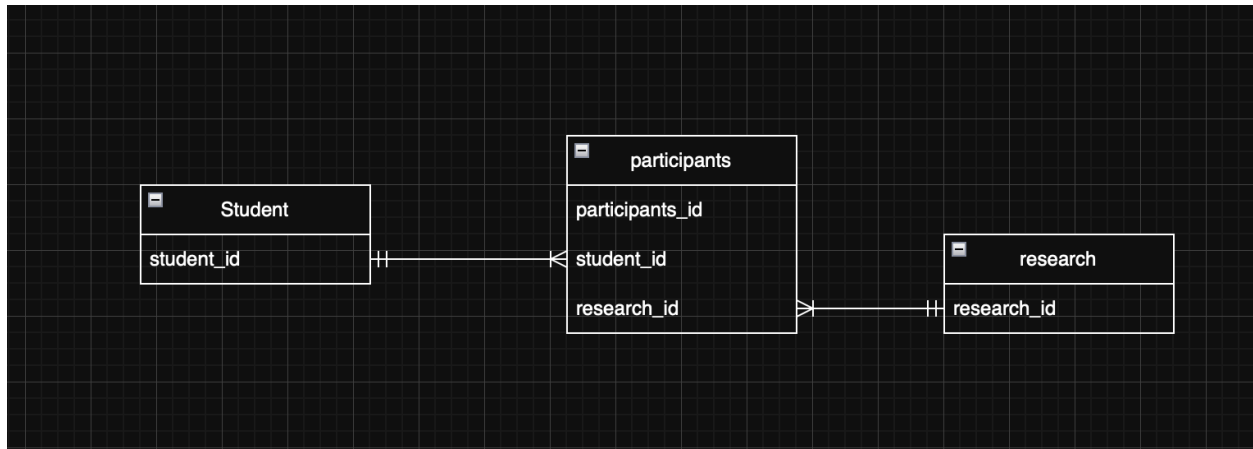 Student
student_id
participants
participants_id
student_id
research_id
research
research_id